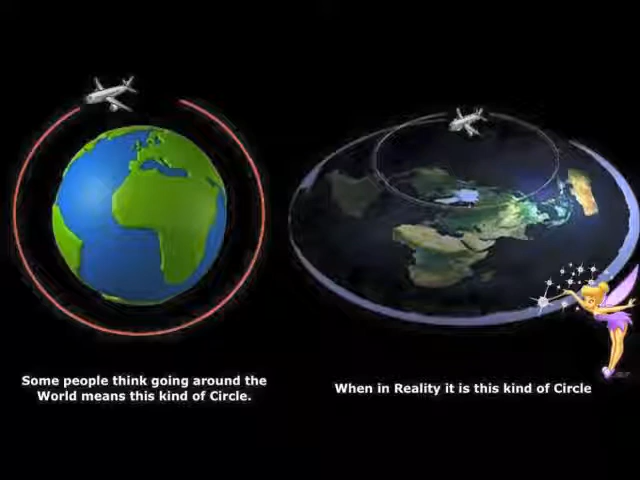 Some people think going around the
World means this kind of Circle.
When in Reality it is this kind of Circle